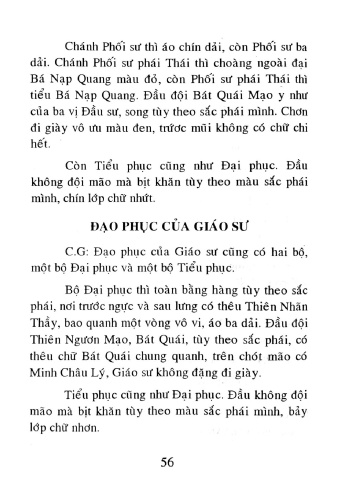 Chánh Phối sư thì áo chín dải, còn Phối sư ba
dải. Chánh Phối sư phái Thái thì choàng ngoài đại
Bá Nạp Quang màu đỏ, còn Phối sư phái Thái thì
tiểu Bá Nạp Quang. Đầu đội Bát Quái Mạo y như
của ba vị Đầu sư, song tùy theo sắc phái mình. Chơn
đi giày vô ưu màu đen, trước mũi không có chữ chi
hết.
Còn Tiểu phục cũng như Đại phục. Đầu
không đội mão mà bịt khăn tùy theo màu sắc phái
mình, chín lớp chữ nhứt.
ĐẠO PHỤC CỦA GIÁO SƯ
C.G: Đạo phục của Giáo sư cũng có hai bộ,
một bộ Đại phục và một bộ Tiểu phục.
Bộ Đại phục thì toàn bằng hàng tùy theo sắc
phái, nơi trước ngực và sau lưng có thêu Thiên Nhãn
Thầy, bao quanh một vòng vô vi, áo ba dải. Đầu đội
Thiên Ngươn Mạo, Bát Quái, tùy theo sắc phái, có
thêu chữ Bát Quái chung quanh, trên chót mão có
Minh Châu Lý, Giáo sư không đặng đi giày.
Tiểu phục cũng như Đại phục. Đầu không đội
mão mà bịt khăn tùy theo màu sắc phái mình, bảy
lớp chữ nhơn.
56